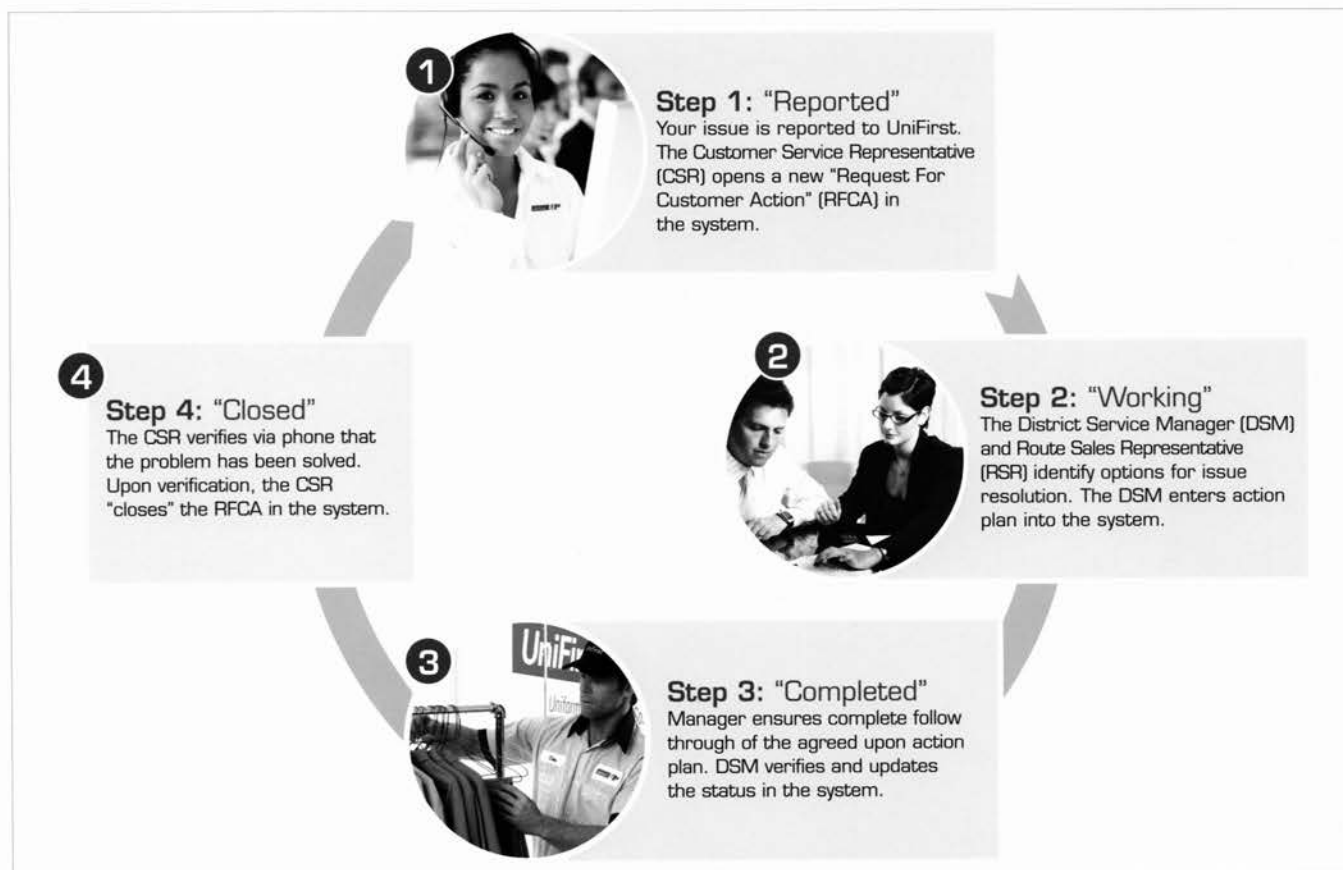 1
Step 1: “Reported”
Your issue is reported to UniFirst.
The Customer Service Representative
(CSR) opens a new "Request For
Customer Action" (RFCA) in
the system.
2
Step 2: “Working”
The District Service Manager (DSM)
and Route Sales Representative
(RSR) identify options for issue
resolution. The DSM enters action
plan into the system.
3
UniFir
Uniform
Step 3: “Completed”
Manager ensures complete follow
through of the agreed upon action
plan. DSM verifies and updates
the status in the system.
4
Step 4: “Closed”
The CSR verifies via phone that
the problem has been solved.
Upon verification, the CSR
"closes" the RFCA in the system.